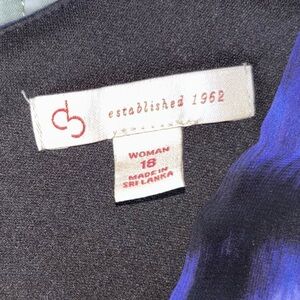 established 1962
WOMAN
18
MADE IN
SRI LANKA